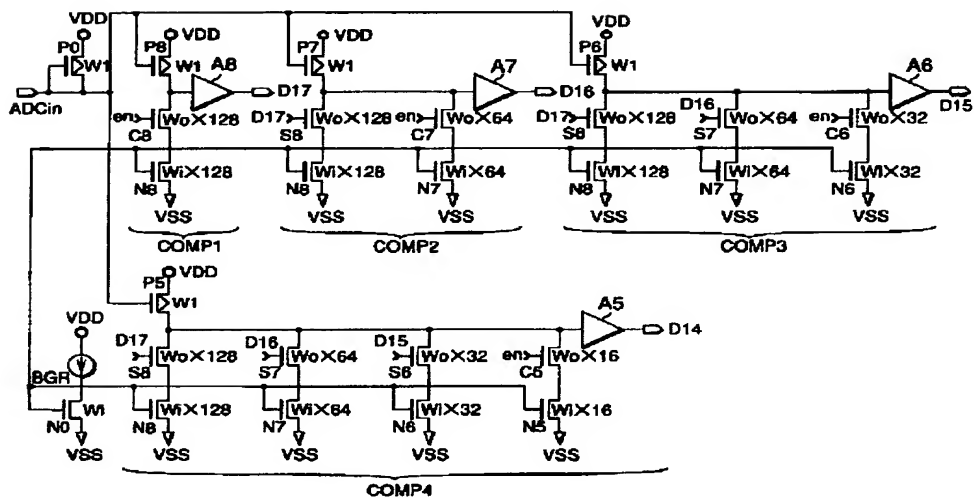 VDD VDD VDD VDD
P0 P8 P7 P6
W1 W1 W1 W1
A8 A7 A6
ADCin D17 D16 D15
en C8 Wo×128 D17 S8 Wo×128 en C7 Wo×64 D17 S8 Wo×128 D16 S7 Wo×64 en C6 Wo×32
N8 Wi×128 N8 Wi×128 N7 Wi×64 N8 Wi×128 N7 Wi×64 N6 Wi×32
VSS VSS VSS VSS VSS VSS
COMP1 COMP2 COMP3
VDD
P5 W1
A5
VDD D14
D17 S8 Wo×128 D16 S7 Wo×64 D15 S6 Wo×32 en C5 Wo×16
BGR
N0 Wi N8 Wi×128 N7 Wi×64 N6 Wi×32 N5 Wi×16
VSS VSS VSS VSS VSS
COMP4